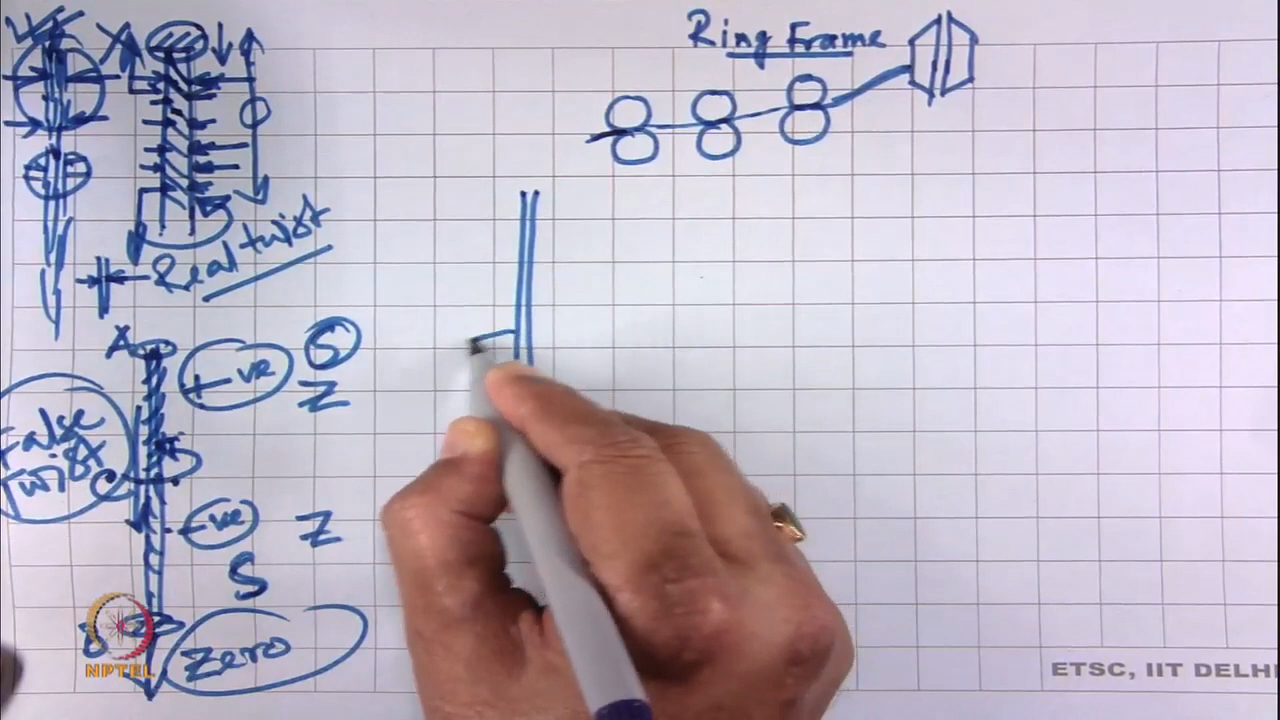 Ring Frame
Real twist
A
+ ve
S
Z
False
Twist
- ve
Z
S
B
Zero
NPTEL
ETSC, IIT DELHI